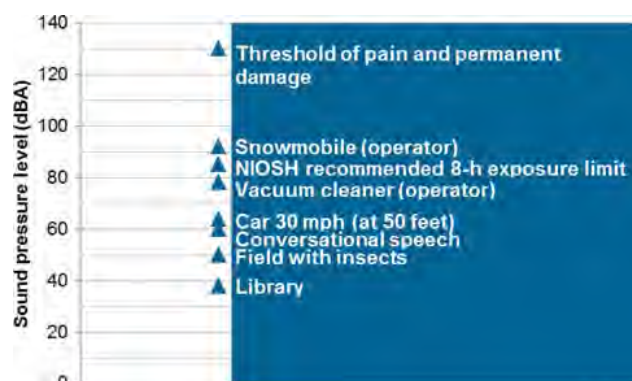 Sound pressure level (dBA)
140
120
100
80
60
40
20
0
Threshold of pain and permanent
damage
Snowmobile (operator)
NIOSH recommended 8-h exposure limit
Vacuum cleaner (operator)
Car 30 mph (at 50 feet)
Conversational speech
Field with insects
Library